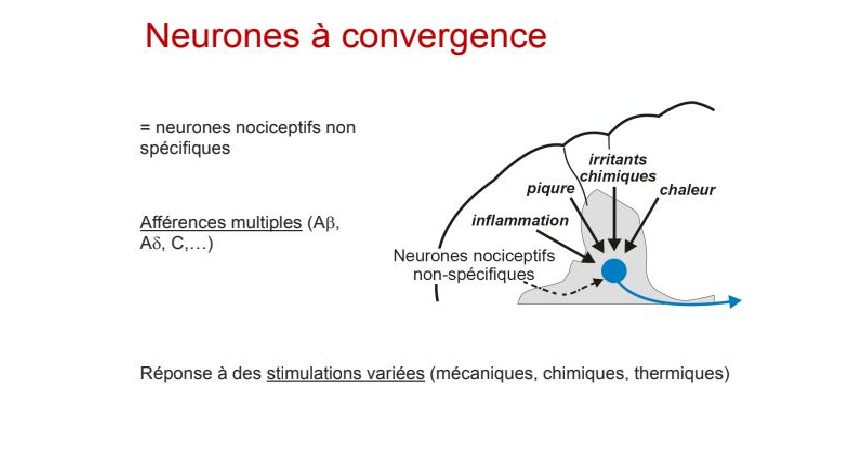 Neurones à convergence
= neurones nociceptifs non
spécifiques
Afférences multiples (Aβ,
Aδ, C,…)
irritants
chimiques
piqure
chaleur
inflammation
Neurones nociceptifs
non-spécifiques
Réponse à des stimulations variées (mécaniques, chimiques, thermiques)